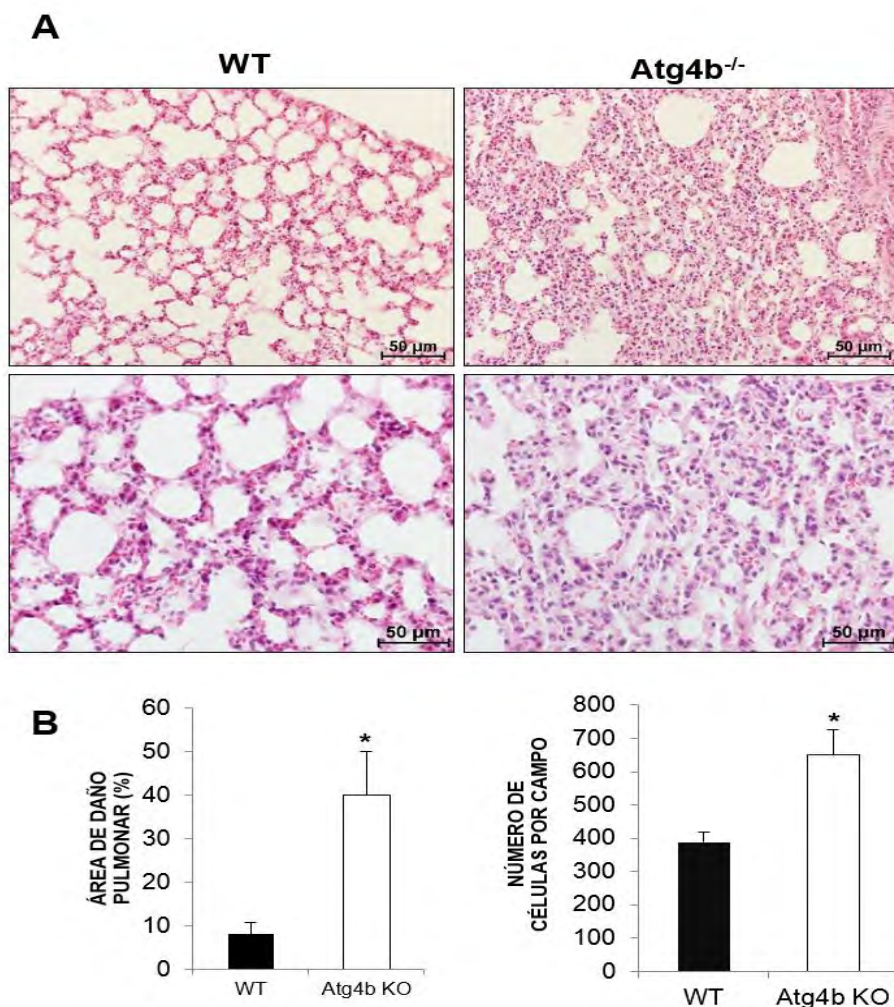 A
WT
Atg4b-/-
50 µm
50 µm
50 µm
50 µm
B
ÁREA DE DAÑO
PULMONAR (%)
60
50
40
30
20
10
0
*
WT
Atg4b KO
NÚMERO DE
CÉLULAS POR CAMPO
800
700
600
500
400
300
200
100
0
*
WT
Atg4b KO